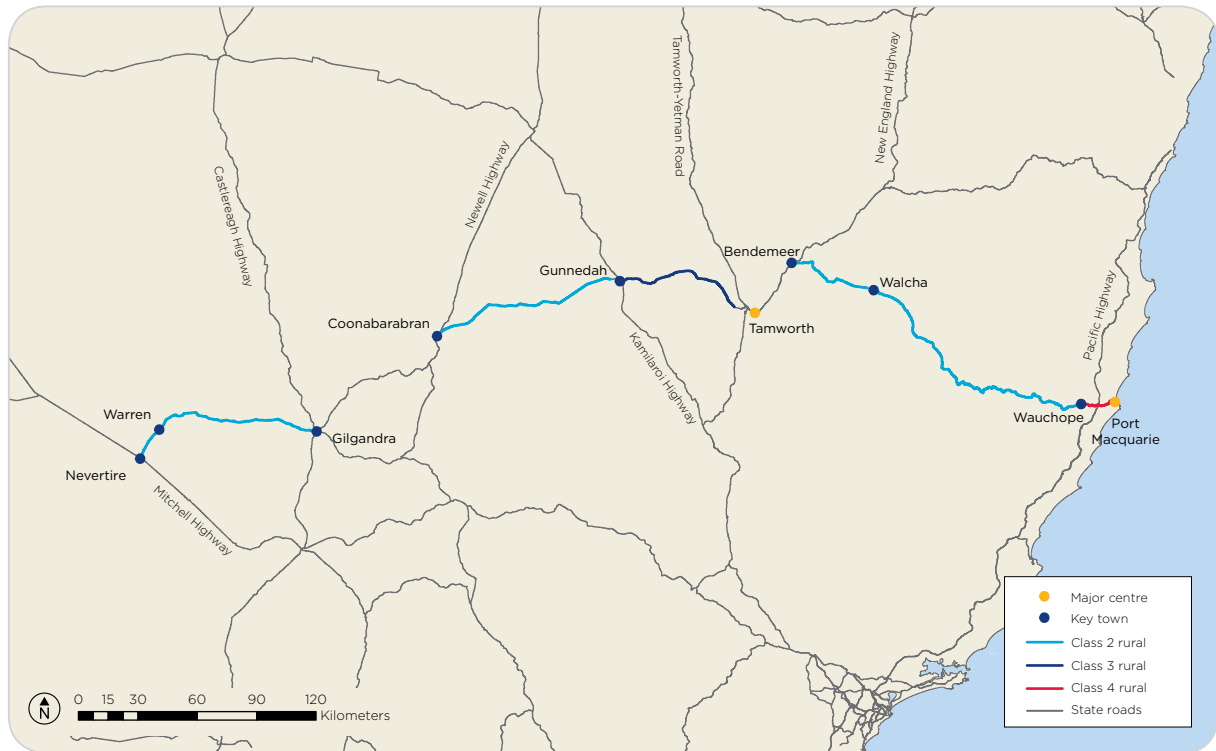 Tamworth-Yetman Road
New England Highway
Newell Highway
Castlereagh Highway
Bendemeer
Gunnedah
Walcha
Pacific Highway
Coonabarabran
Tamworth
Kamilaroi Highway
Warren
Wauchope
Port
Macquarie
Gilgandra
Nevertire
Mitchell Highway
Major centre
Key town
Class 2 rural
Class 3 rural
Class 4 rural
State roads
N
0 15 30 60 90 120
Kilometers